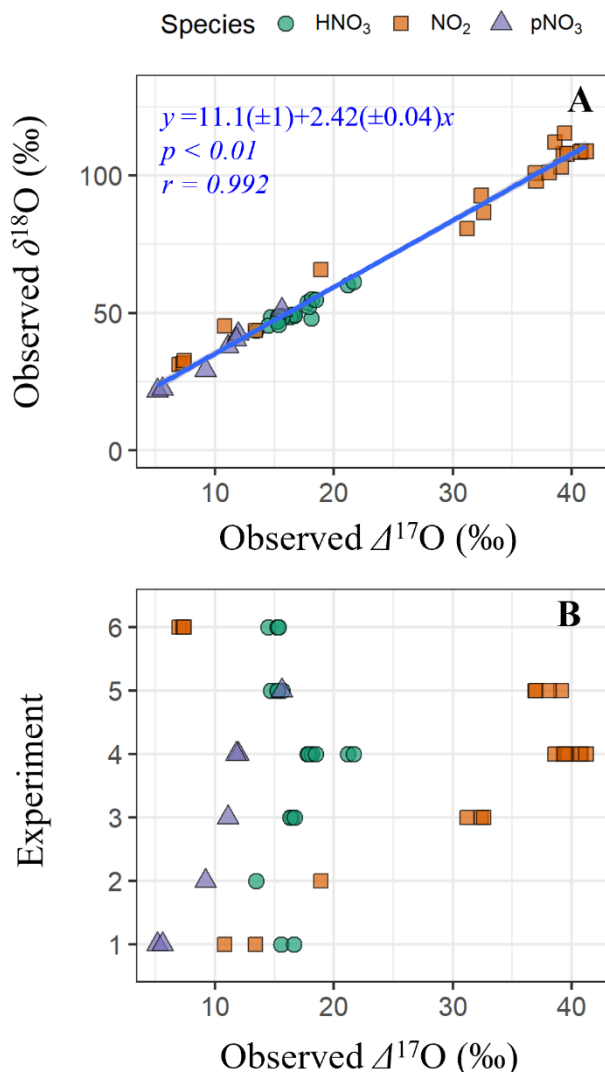 Species HNO₃ NO₂ pNO₃
A
y =11.1(±1)+2.42(±0.04)x
p < 0.01
r = 0.992
Observed δ¹⁸O (‰)
100
50
0
10 20 30 40
Observed Δ¹⁷O (‰)
B
Experiment
6
5
4
3
2
1
10 20 30 40
Observed Δ¹⁷O (‰)